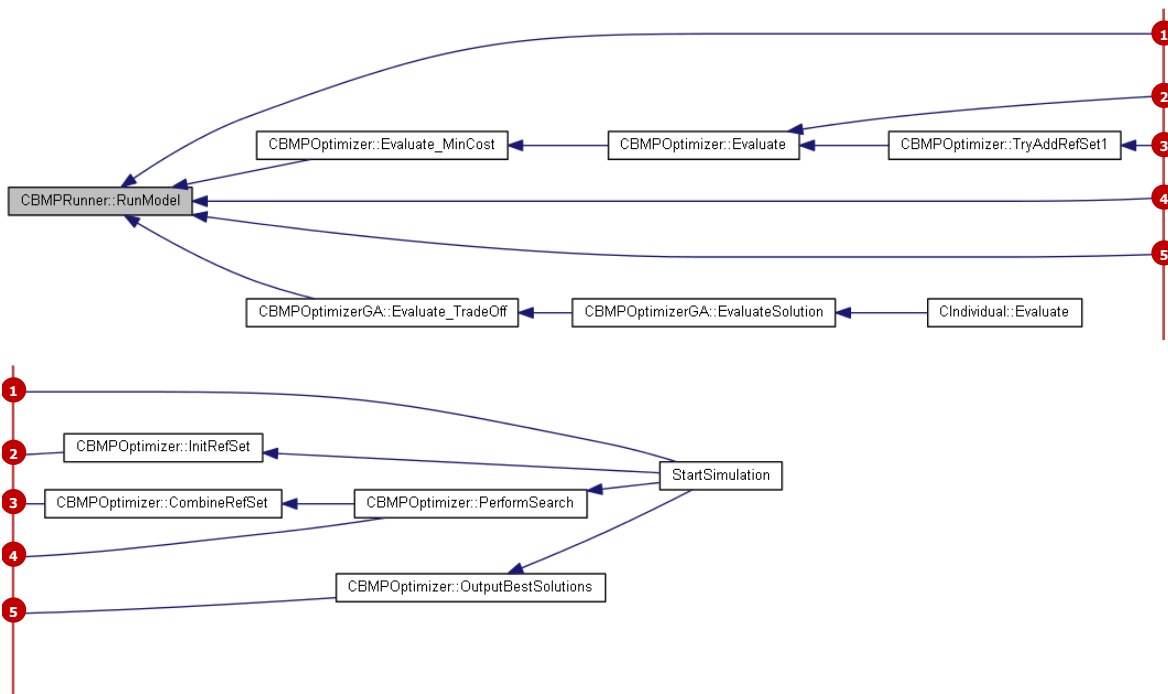 1
2
CBMPOptimizer::Evaluate_MinCost
CBMPOptimizer::Evaluate
CBMPOptimizer::TryAddRefSet1
3
CBMPRunner::RunModel
4
5
CBMPOptimizerGA::Evaluate_TradeOff
CBMPOptimizerGA::EvaluateSolution
CIndividual::Evaluate
1
2
CBMPOptimizer::InitRefSet
StartSimulation
3
CBMPOptimizer::CombineRefSet
CBMPOptimizer::PerformSearch
4
CBMPOptimizer::OutputBestSolutions
5